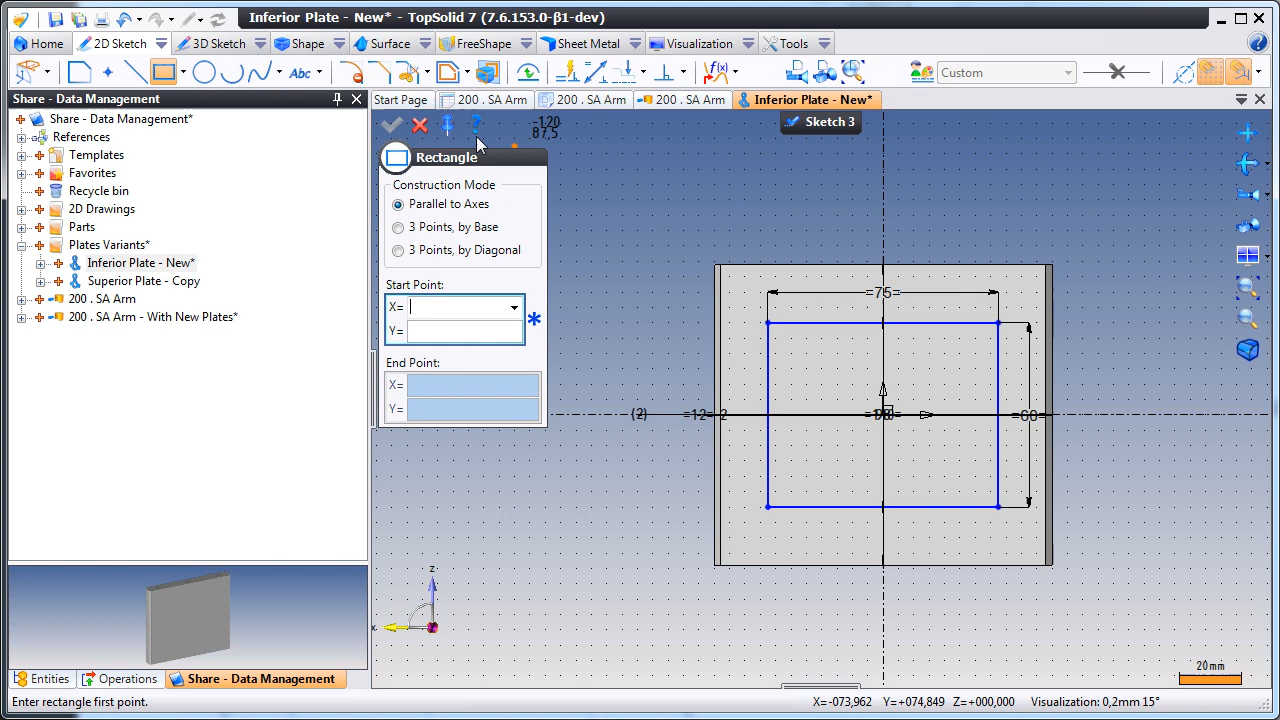 Inferior Plate - New* - TopSolid 7 (7.6.153.0-β1-dev)
Home 2D Sketch 3D Sketch Shape Surface FreeShape Sheet Metal Visualization Tools
Abc f(x) Custom
Share - Data Management
Start Page 200 . SA Arm 200 . SA Arm 200 . SA Arm Inferior Plate - New*
Share - Data Management*
References
Templates
Favorites
Recycle bin
2D Drawings
Parts
Plates Variants*
Inferior Plate - New*
Superior Plate - Copy
200 . SA Arm
200 . SA Arm - With New Plates*
-120
87,5
Sketch 3
Rectangle
Construction Mode
Parallel to Axes
3 Points, by Base
3 Points, by Diagonal
Start Point:
X=
Y=
End Point:
X=
Y=
=75=
(2) =12= 2 =60=
z
x
20mm
Entities Operations Share - Data Management
Enter rectangle first point. X=-073,962 Y=+074,849 Z=+000,000 Visualization: 0,2mm 15°